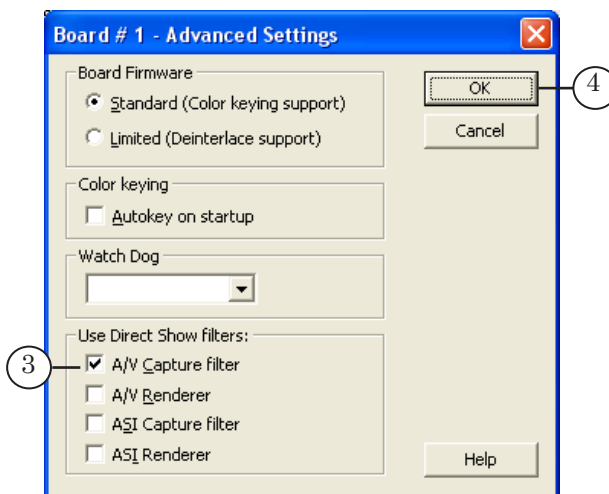 Board # 1 - Advanced Settings
Board Firmware
Standard (Color keying support)
Limited (Deinterlace support)
OK
4
Cancel
Color keying
Autokey on startup
Watch Dog
Use Direct Show filters:
3
A/V Capture filter
A/V Renderer
ASI Capture filter
ASI Renderer
Help